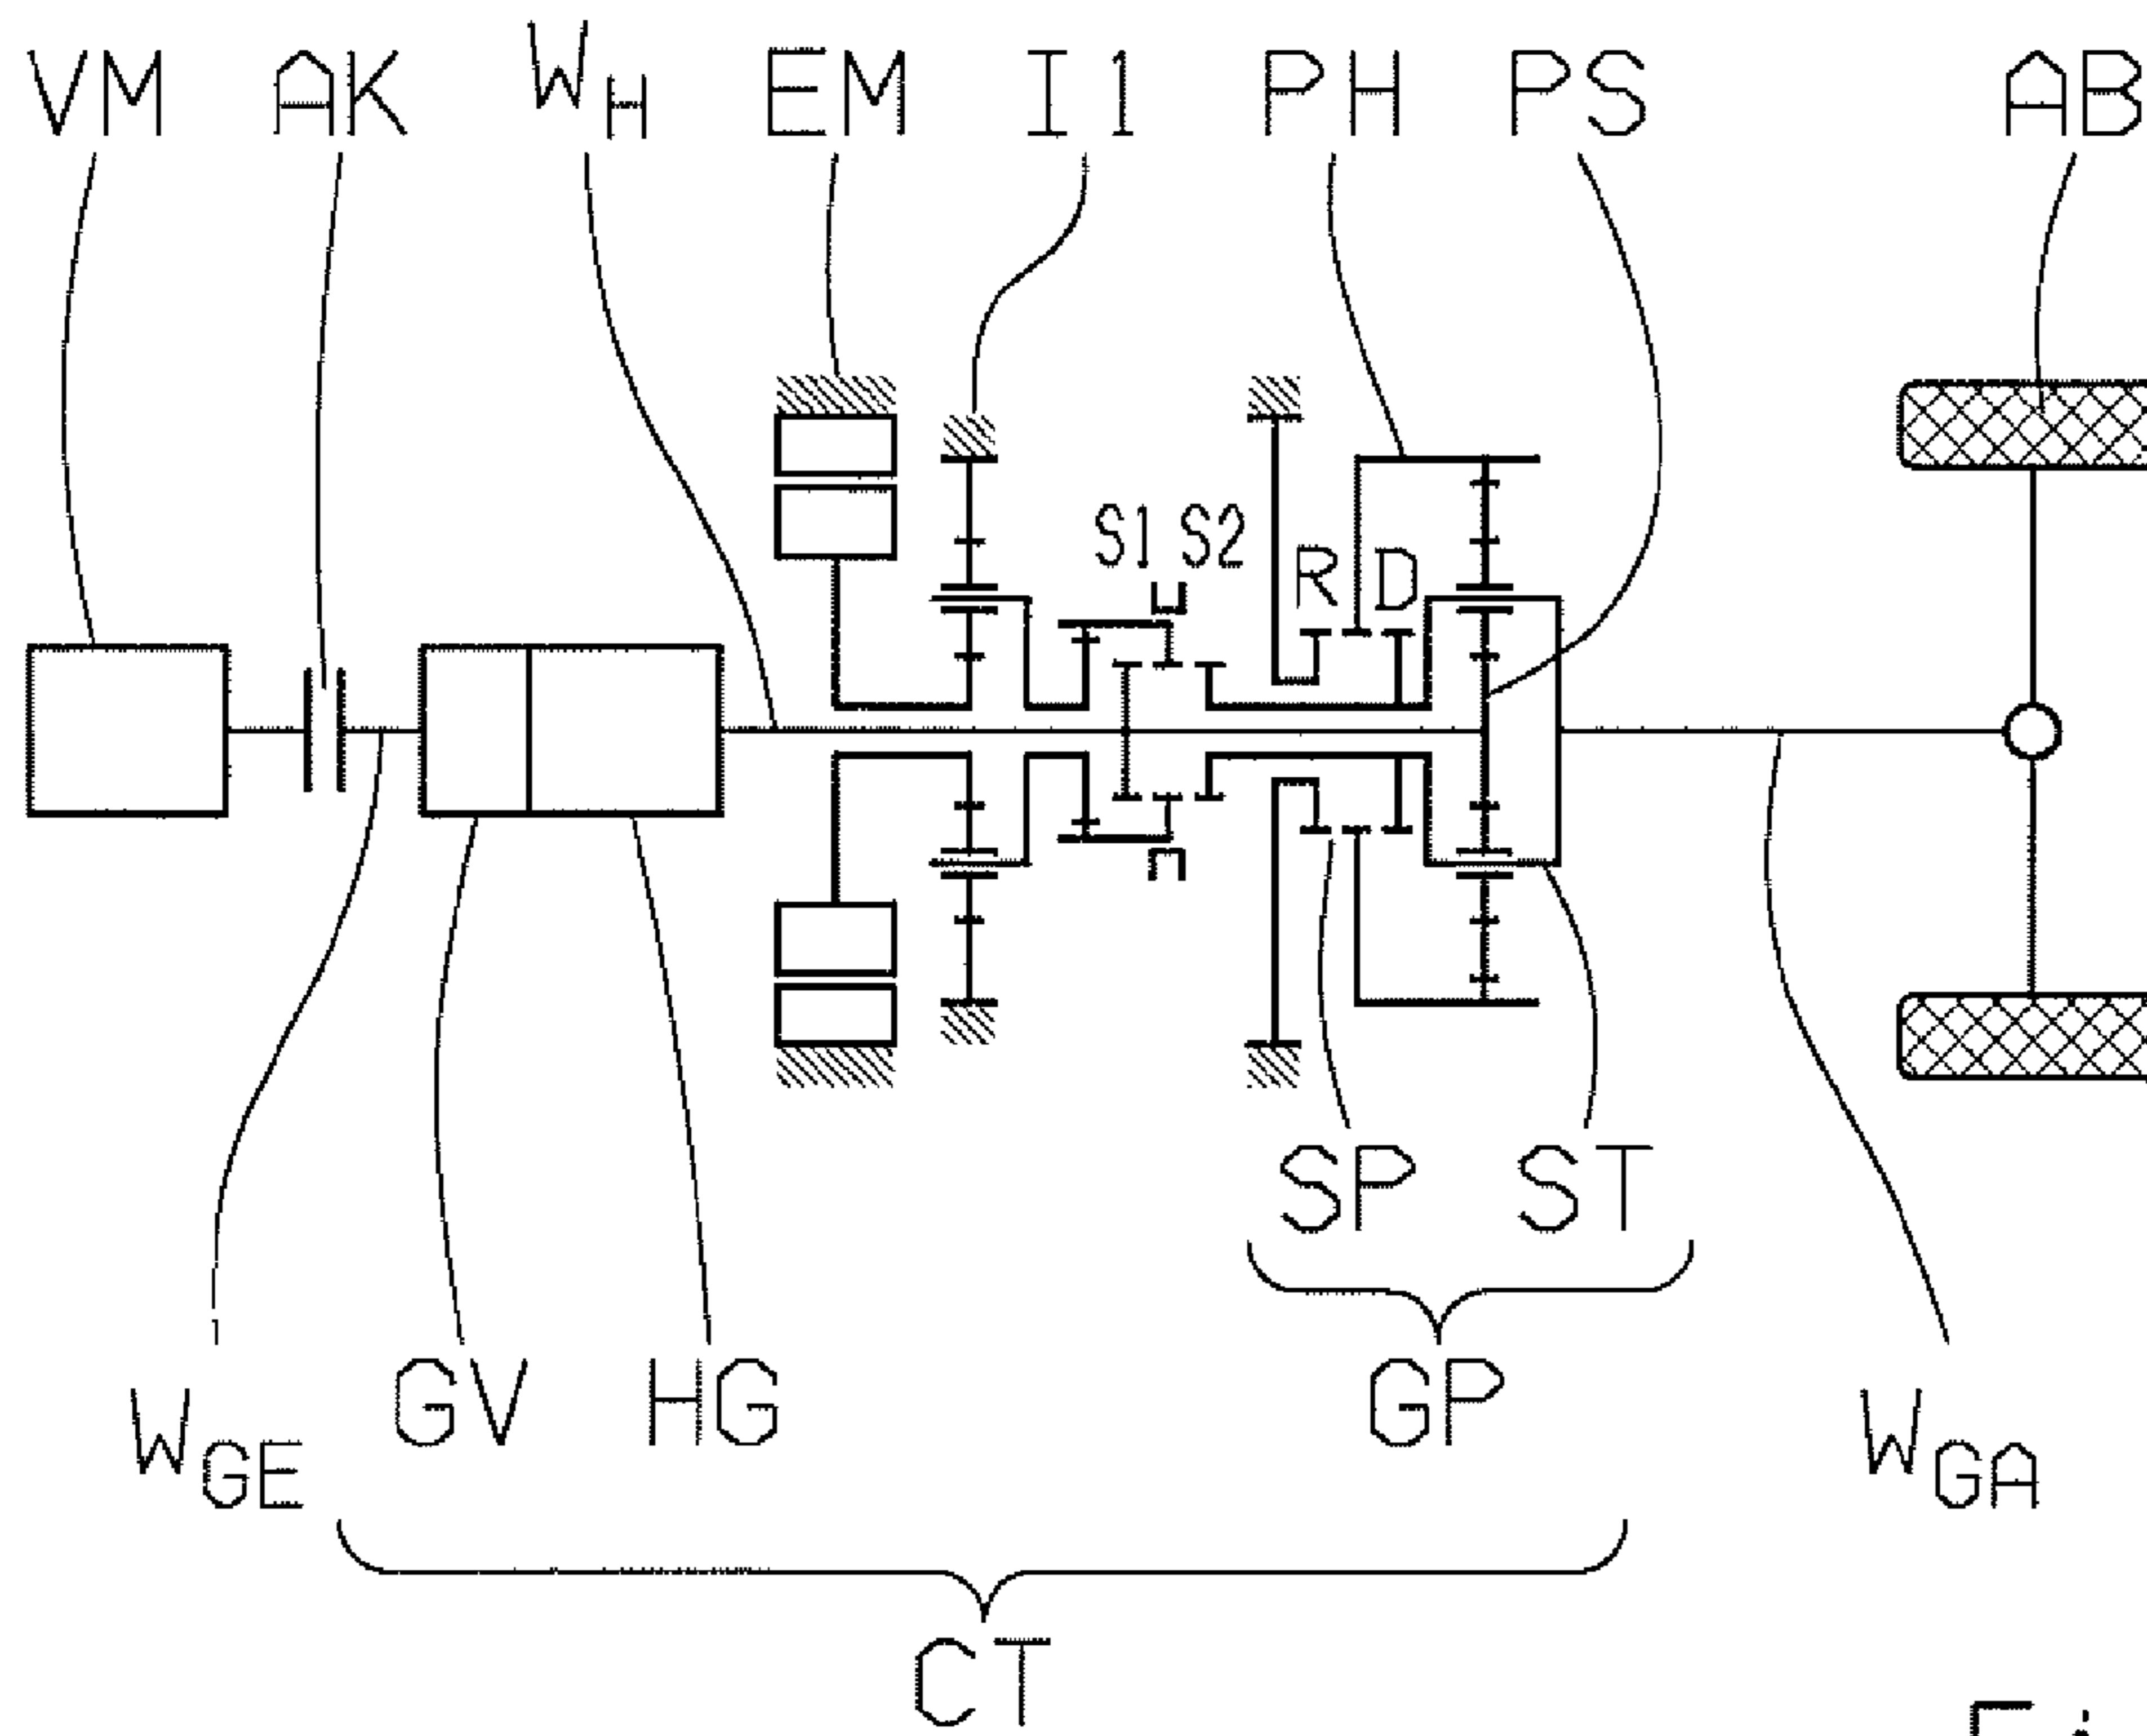 VM AK W_H EM I1 PH PS AB
S1 S2
R D
SP ST
GV HG GP
W_GE W_GA
CT